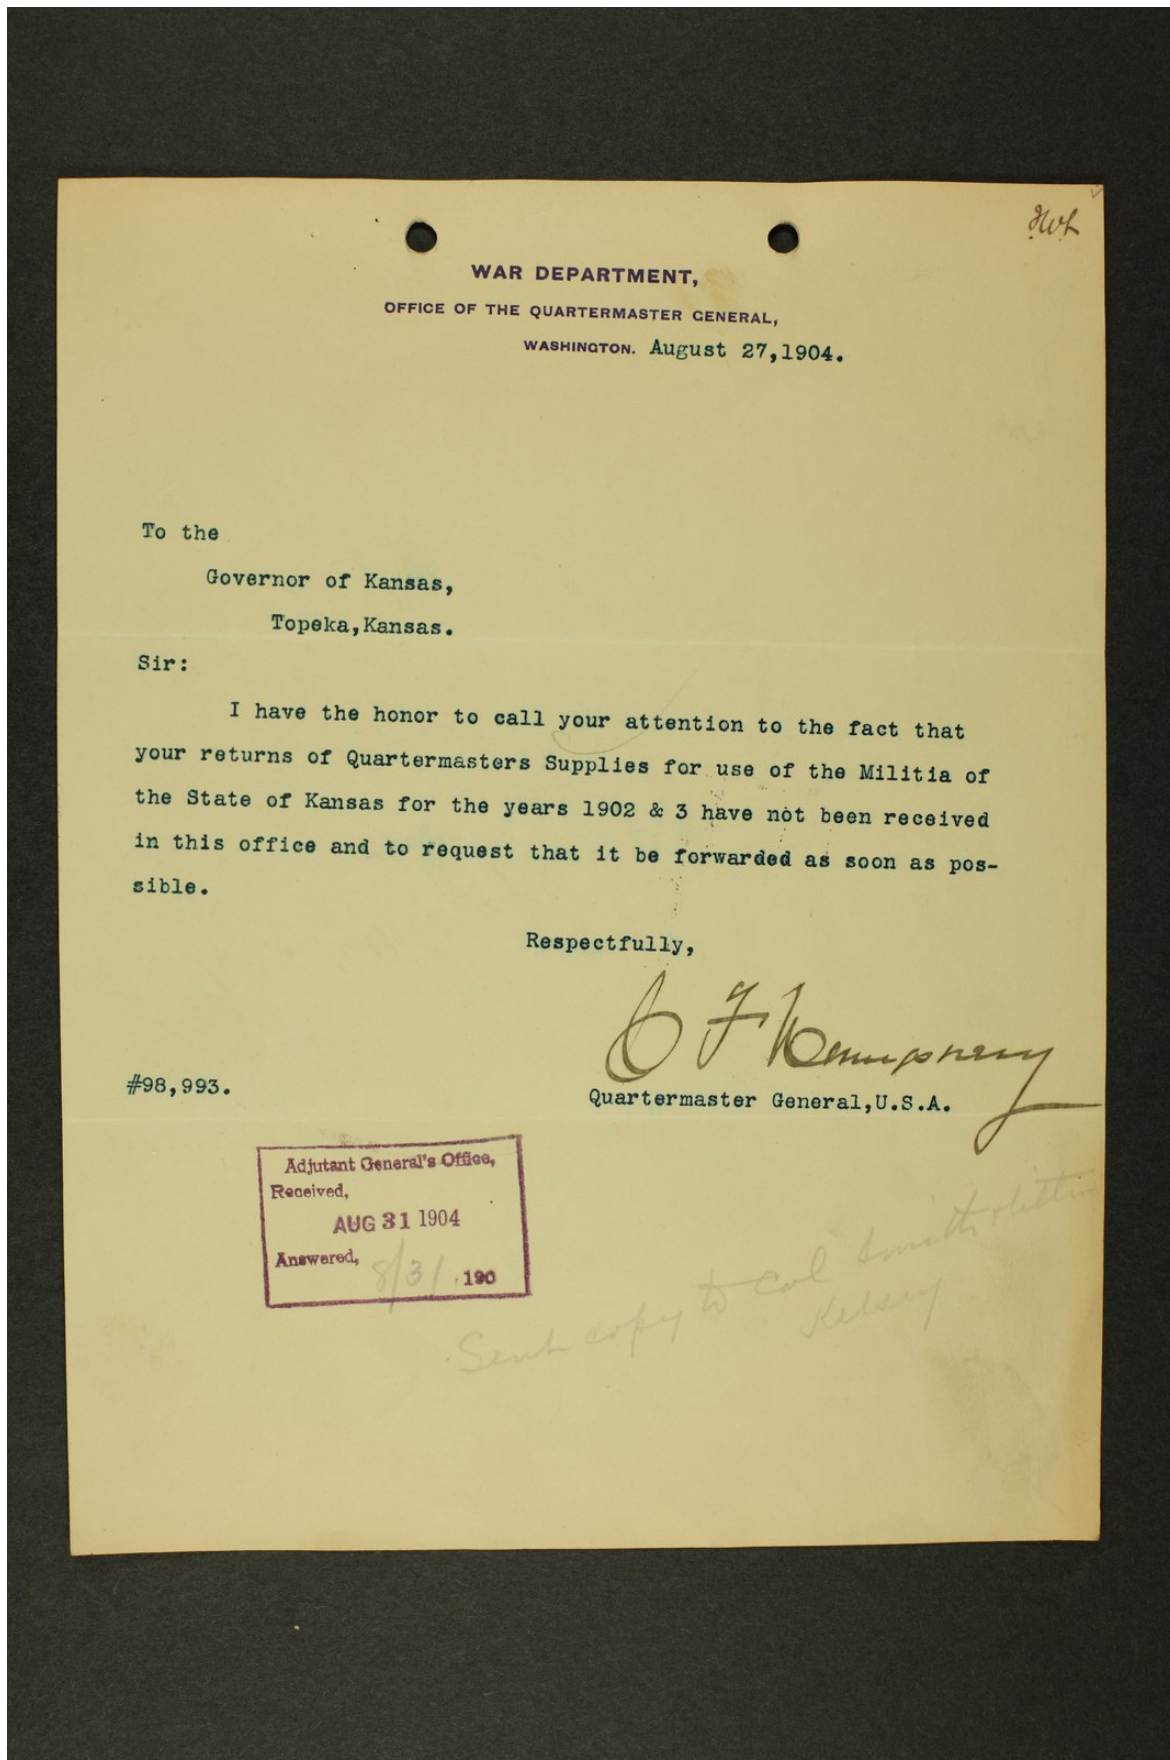 WAR DEPARTMENT,
OFFICE OF THE QUARTERMASTER GENERAL,
WASHINGTON. August 27,1904.
To the
Governor of Kansas,
Topeka,Kansas.
Sir:
I have the honor to call your attention to the fact that
your returns of Quartermasters Supplies for use of the Militia of
the State of Kansas for the years 1902 & 3 have not been received
in this office and to request that it be forwarded as soon as pos-
sible.
Respectfully,
C F Humphrey
#98,993.
Quartermaster General,U.S.A.
Adjutant General's Office,
Received,
AUG 31 1904
Answered, 8/31 190
Sent copy to Col Smith
Kelsey